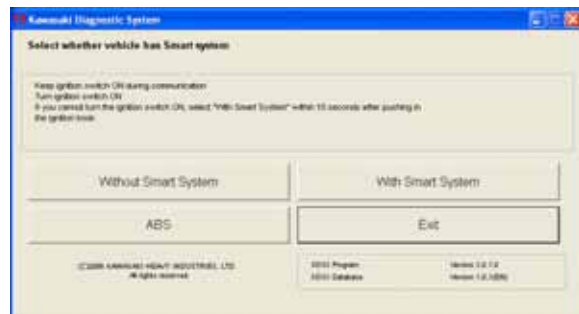 Kawasaki Diagnostic System
Select whether vehicle has Smart system
Keep ignition switch ON during communication
Turn ignition switch ON
If you cannot turn the ignition switch ON, select "With Smart System" within 10 seconds after pushing in
the ignition knob.
Without Smart System
With Smart System
ABS
Exit
KAWASAKI HEAVY INDUSTRIES, LTD
All rights reserved.
Program Version
Database Version